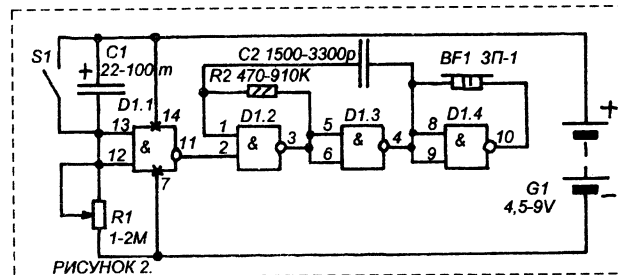 S1
C1
+
22-100 m
C2 1500-3300p
R2 470-910K
BF1 ЗП-1
D1.1
14
13
&
11
12
7
D1.2
1
&
3
2
D1.3
5
&
4
6
D1.4
8
&
10
9
+
-
G1
4,5-9V
R1
1-2M
РИСУНОК 2.